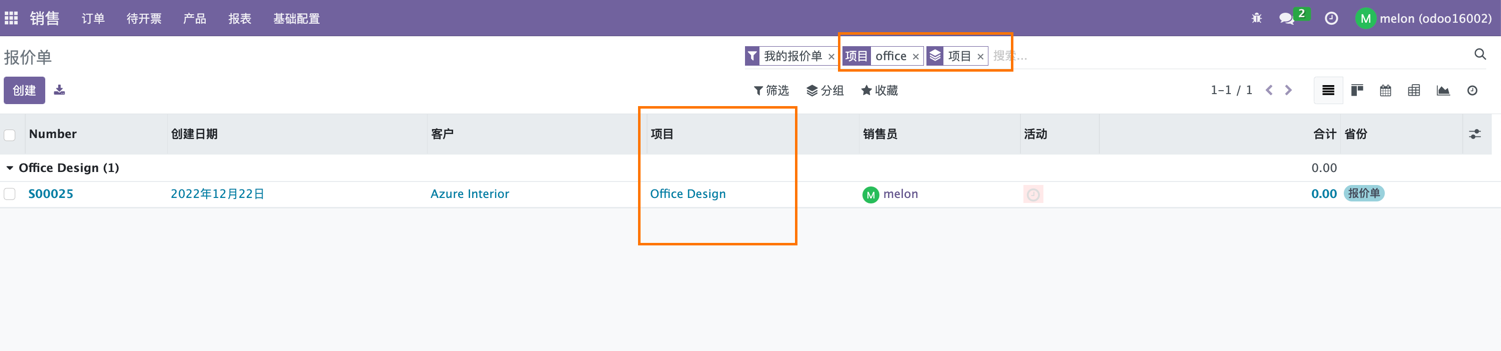 销售 订单 待开票 产品 报表 基础配置 2 M melon (odoo16002)
报价单 我的报价单 × 项目 office × 项目 × 搜索...
创建 筛选 分组 收藏 1-1 / 1
Number 创建日期 客户 项目 销售员 活动 合计 省份
Office Design (1) 0.00
S00025 2022年12月22日 Azure Interior Office Design M melon 0.00 报价单